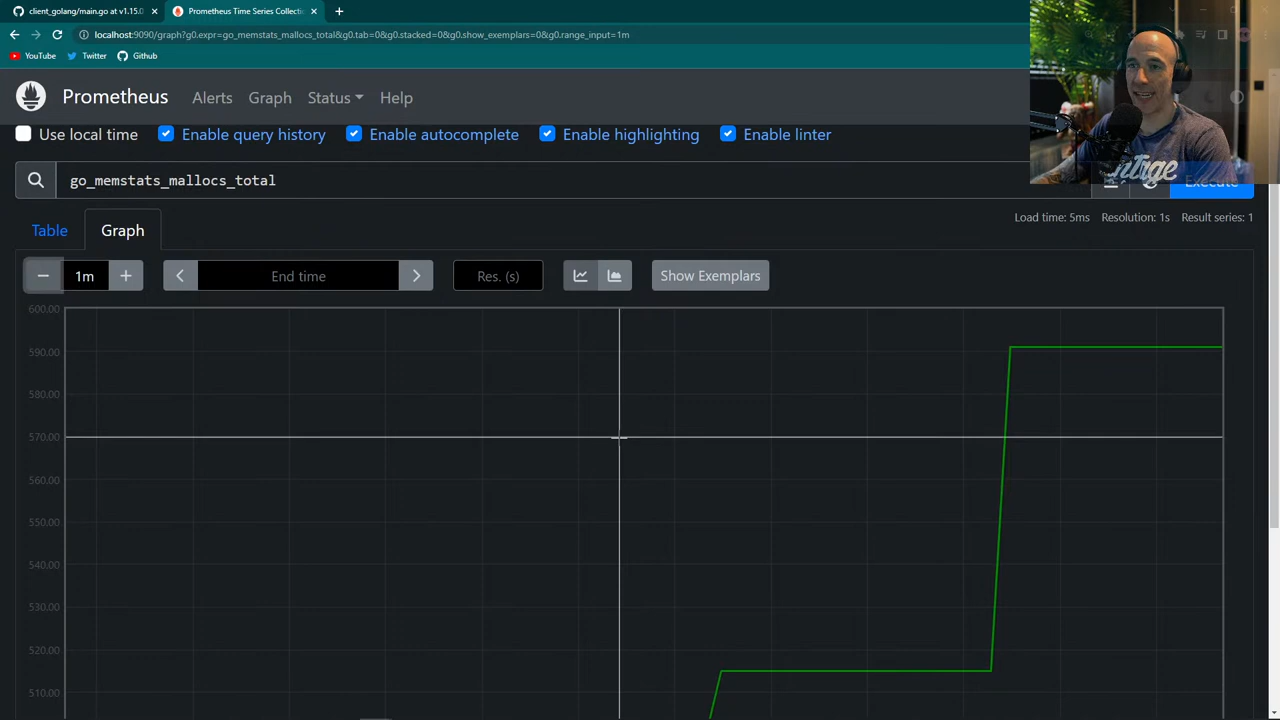 client_golang/main.go at v1.15.0
Prometheus Time Series Collectio
localhost:9090/graph?g0.expr=go_memstats_mallocs_total&g0.tab=0&g0.stacked=0&g0.show_exemplars=0&g0.range_input=1m
YouTube Twitter Github
Prometheus Alerts Graph Status Help
Use local time Enable query history Enable autocomplete Enable highlighting Enable linter
go_memstats_mallocs_total
Execute
Load time: 5ms Resolution: 1s Result series: 1
Table Graph
1m End time Res. (s) Show Exemplars
600.00
590.00
580.00
570.00
560.00
550.00
540.00
530.00
520.00
510.00